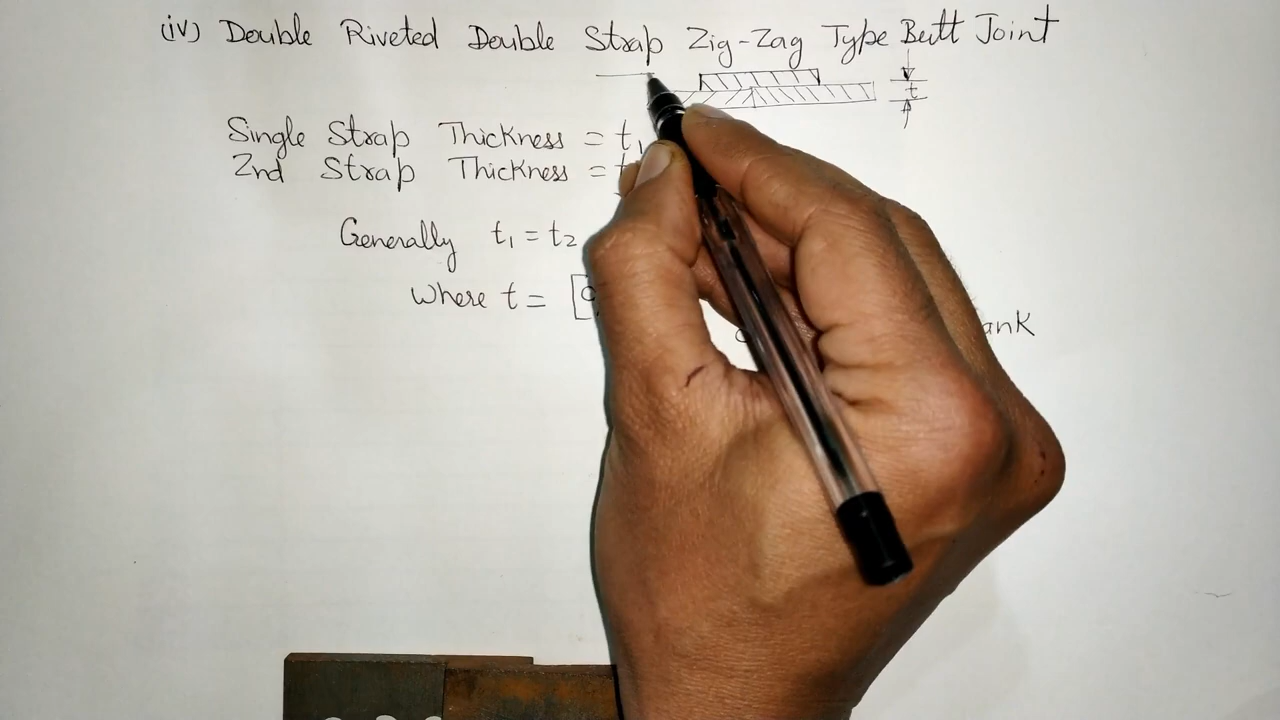 (iv) Double Riveted Double Strap Zig-Zag Type Butt Joint
t
Single Strap Thickness = t₁
2nd Strap Thickness =
Generally t₁ = t₂
Where t = [